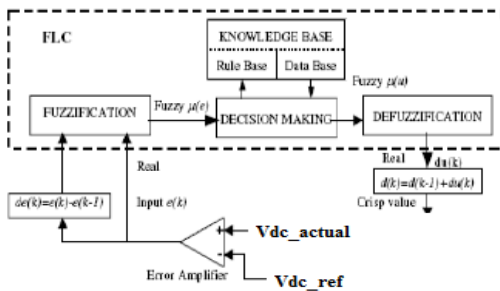 FLC
KNOWLEDGE BASE
Rule Base
Data Base
Fuzzy μ(e)
Fuzzy μ(u)
FUZZIFICATION
DECISION MAKING
DEFUZZIFICATION
Real
Real
du(k)
de(k)=e(k)-e(k-1)
Input e(k)
d(k)=d(k-1)+du(k)
Crisp value
+
Vdc_actual
-
Error Amplifier
Vdc_ref